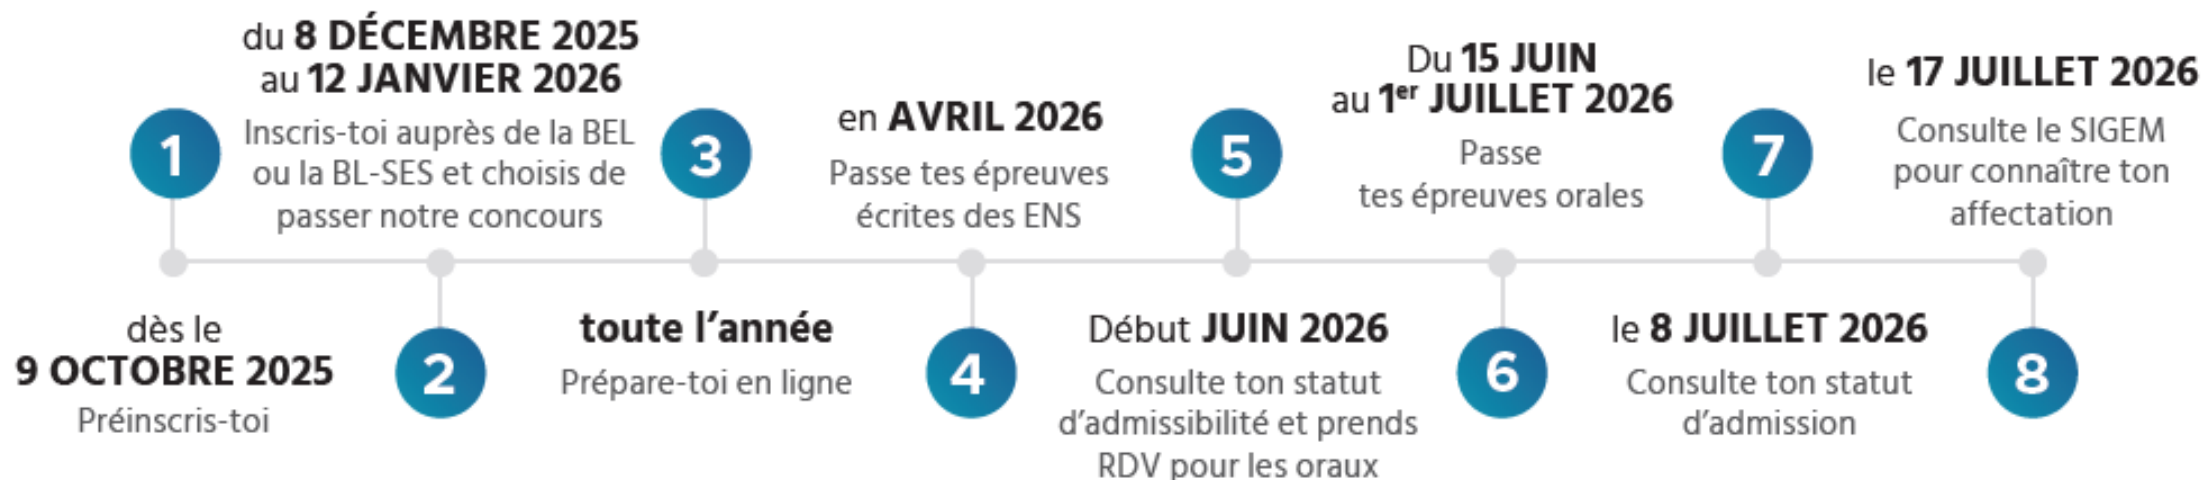 1
dès le
9 OCTOBRE 2025
Préinscris-toi
du 8 DÉCEMBRE 2025
au 12 JANVIER 2026
Inscris-toi auprès de la BEL
ou la BL-SES et choisis de
passer notre concours
2
3
toute l’année
Prépare-toi en ligne
en AVRIL 2026
Passe tes épreuves
écrites des ENS
4
5
Début JUIN 2026
Consulte ton statut
d’admissibilité et prends
RDV pour les oraux
Du 15 JUIN
au 1er JUILLET 2026
Passe
tes épreuves orales
6
7
le 8 JUILLET 2026
Consulte ton statut
d’admission
le 17 JUILLET 2026
Consulte le SIGEM
pour connaître ton
affectation
8